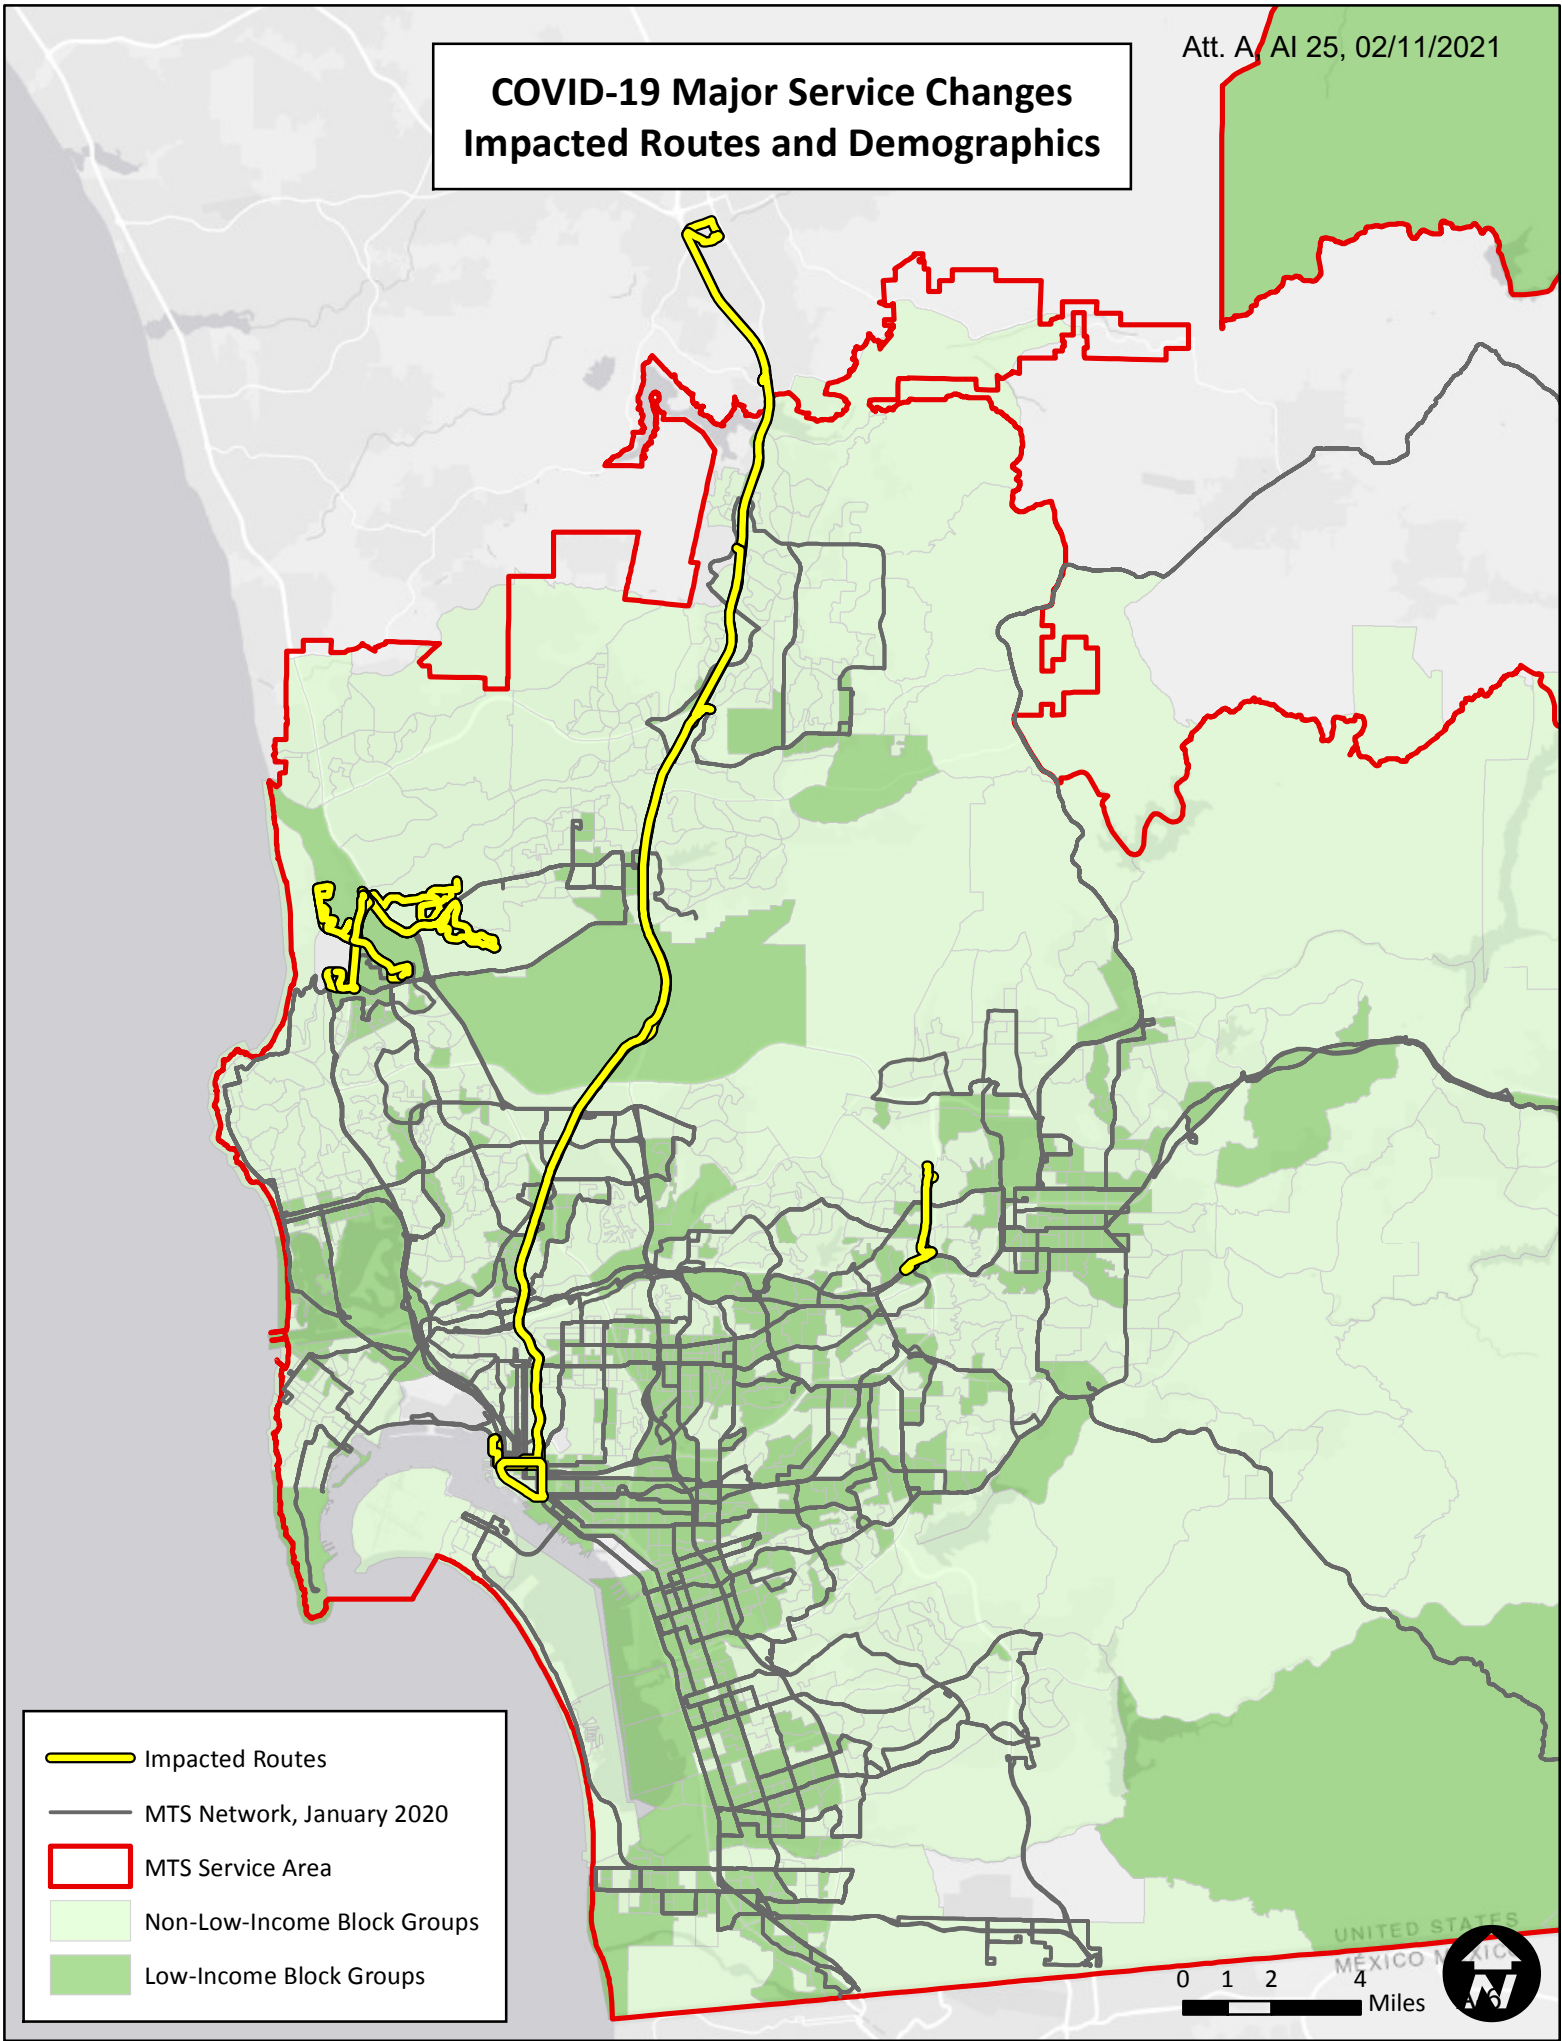 Att. A, AI 25, 02/11/2021
COVID-19 Major Service Changes
Impacted Routes and Demographics
Impacted Routes
MTS Network, January 2020
MTS Service Area
Non-Low-Income Block Groups
Low-Income Block Groups
UNITED STATES
MÉXICO
0 1 2 4
Miles
N